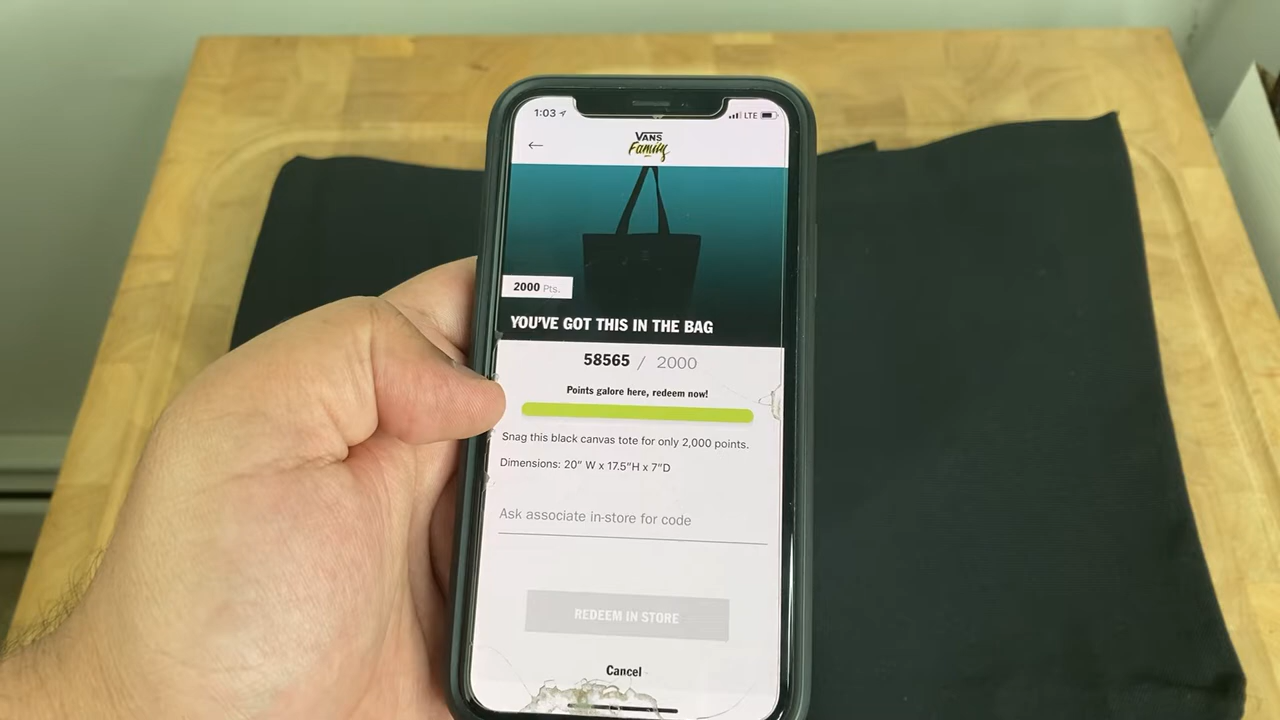 1:03
LTE
VANS
Family
2000 Pts.
YOU'VE GOT THIS IN THE BAG
58565 / 2000
Points galore here, redeem now!
Snag this black canvas tote for only 2,000 points.
Dimensions: 20" W x 17.5"H x 7"D
Ask associate in-store for code
REDEEM IN STORE
Cancel